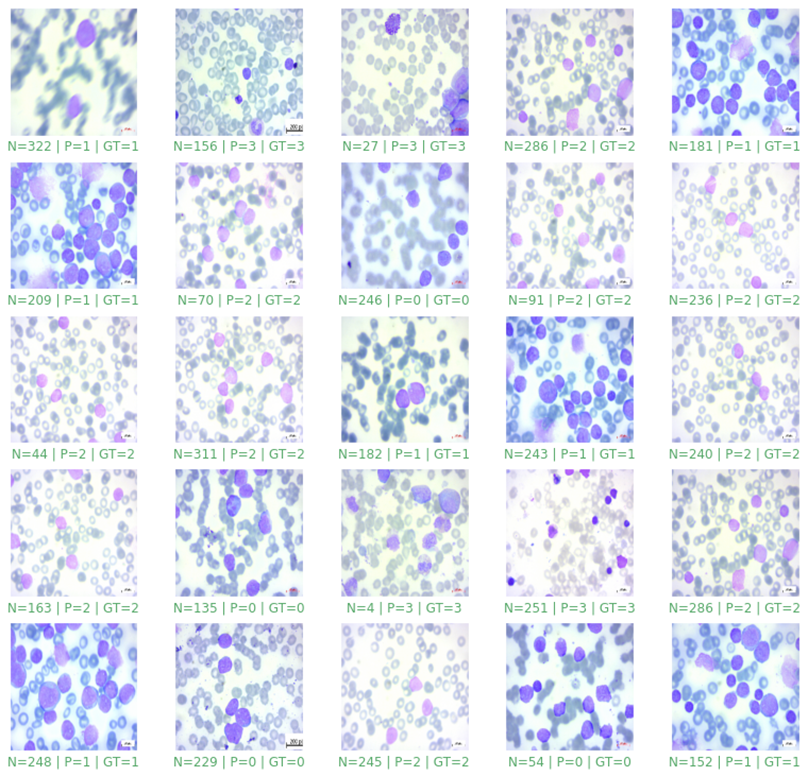 N=322 | P=1 | GT=1
N=156 | P=3 | GT=3
N=27 | P=3 | GT=3
N=286 | P=2 | GT=2
N=181 | P=1 | GT=1
N=209 | P=1 | GT=1
N=70 | P=2 | GT=2
N=246 | P=0 | GT=0
N=91 | P=2 | GT=2
N=236 | P=2 | GT=2
N=44 | P=2 | GT=2
N=311 | P=2 | GT=2
N=182 | P=1 | GT=1
N=243 | P=1 | GT=1
N=240 | P=2 | GT=2
N=163 | P=2 | GT=2
N=135 | P=0 | GT=0
N=4 | P=3 | GT=3
N=251 | P=3 | GT=3
N=286 | P=2 | GT=2
N=248 | P=1 | GT=1
N=229 | P=0 | GT=0
N=245 | P=2 | GT=2
N=54 | P=0 | GT=0
N=152 | P=1 | GT=1